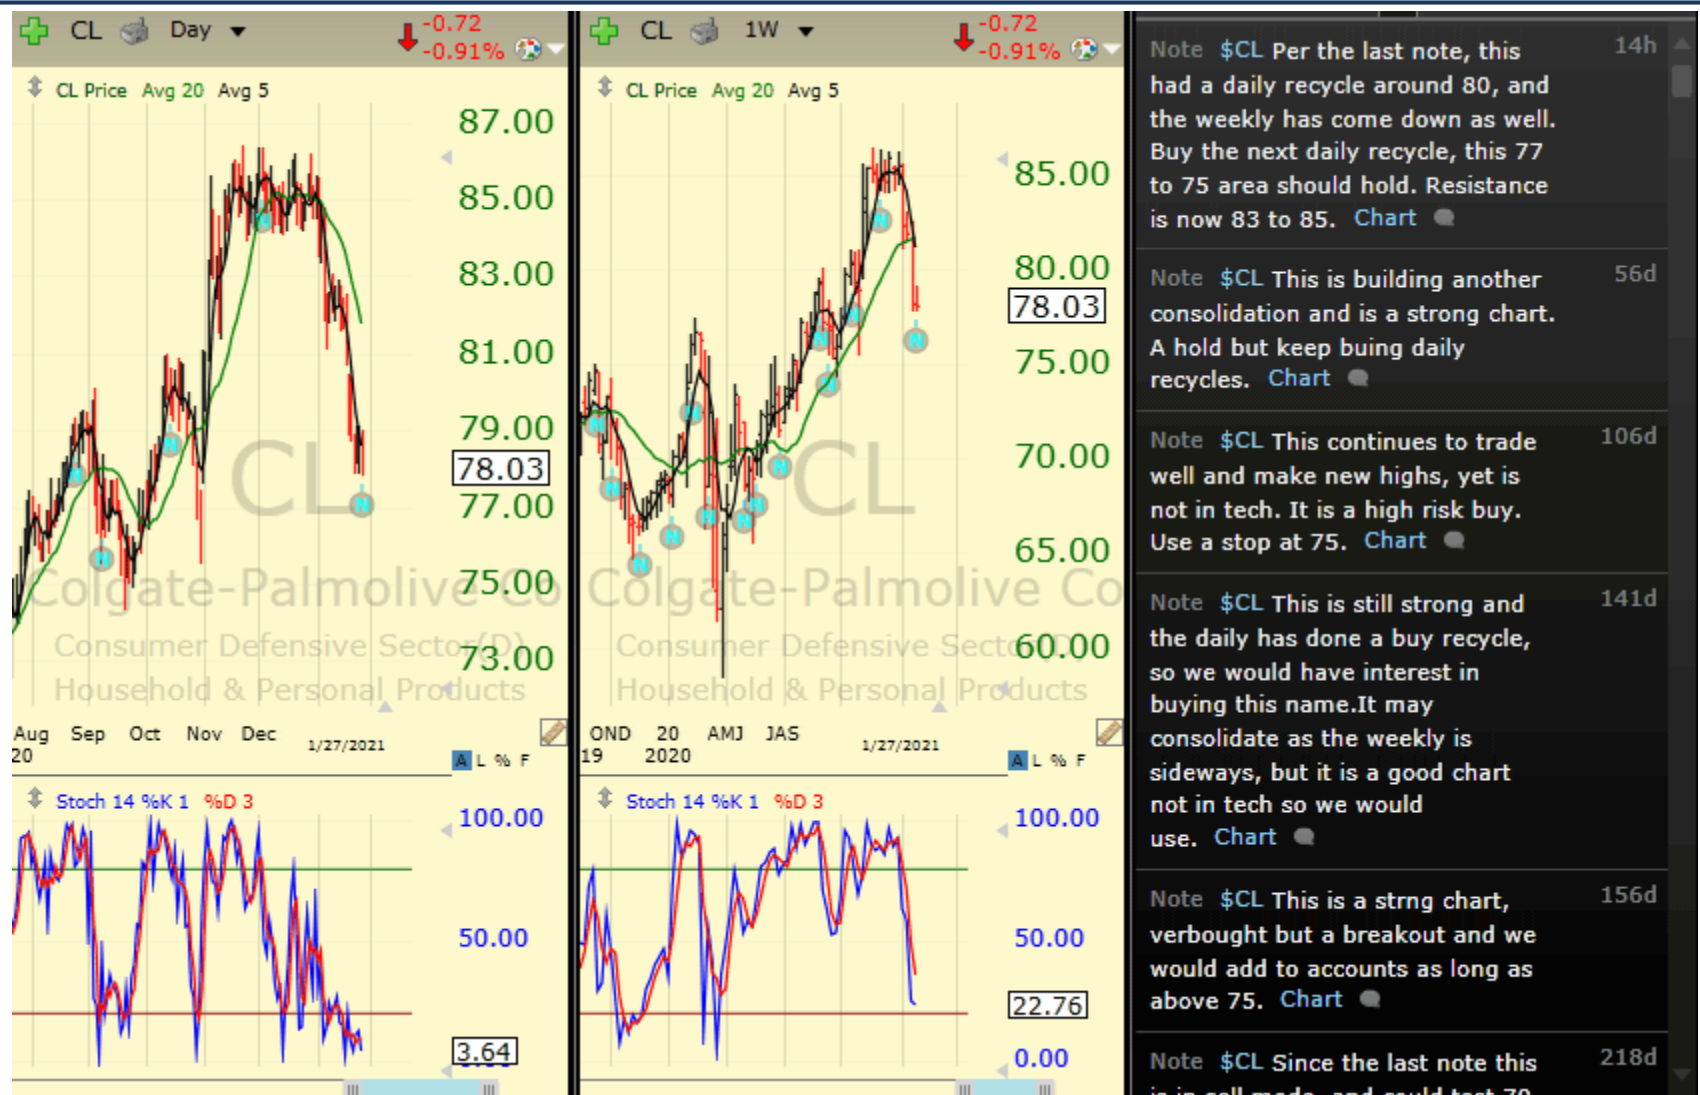 CL Day -0.72
-0.91%
CL Price Avg 20 Avg 5
87.00
85.00
83.00
81.00
79.00
78.03
77.00
75.00
73.00
CL
Colgate-Palmolive Co
Consumer Defensive Sector(D)
Household & Personal Products
N
N
N
N
N
Aug Sep Oct Nov Dec
20 1/27/2021
A L % F
Stoch 14 %K 1 %D 3
100.00
50.00
3.64
CL 1W -0.72
-0.91%
CL Price Avg 20 Avg 5
85.00
80.00
78.03
75.00
70.00
65.00
60.00
CL
Colgate-Palmolive Co
Consumer Defensive Sector(D)
Household & Personal Products
N
N
N
N
N
N
N
N
N
N
N
N
N
N
OND 20 AMJ JAS
19 2020 1/27/2021
A L % F
Stoch 14 %K 1 %D 3
100.00
50.00
22.76
0.00
Note $CL Per the last note, this 14h
had a daily recycle around 80, and
the weekly has come down as well.
Buy the next daily recycle, this 77
to 75 area should hold. Resistance
is now 83 to 85. Chart
Note $CL This is building another 56d
consolidation and is a strong chart.
A hold but keep buing daily
recycles. Chart
Note $CL This continues to trade 106d
well and make new highs, yet is
not in tech. It is a high risk buy.
Use a stop at 75. Chart
Note $CL This is still strong and 141d
the daily has done a buy recycle,
so we would have interest in
buying this name.It may
consolidate as the weekly is
sideways, but it is a good chart
not in tech so we would
use. Chart
Note $CL This is a strng chart, 156d
verbought but a breakout and we
would add to accounts as long as
above 75. Chart
Note $CL Since the last note this 218d